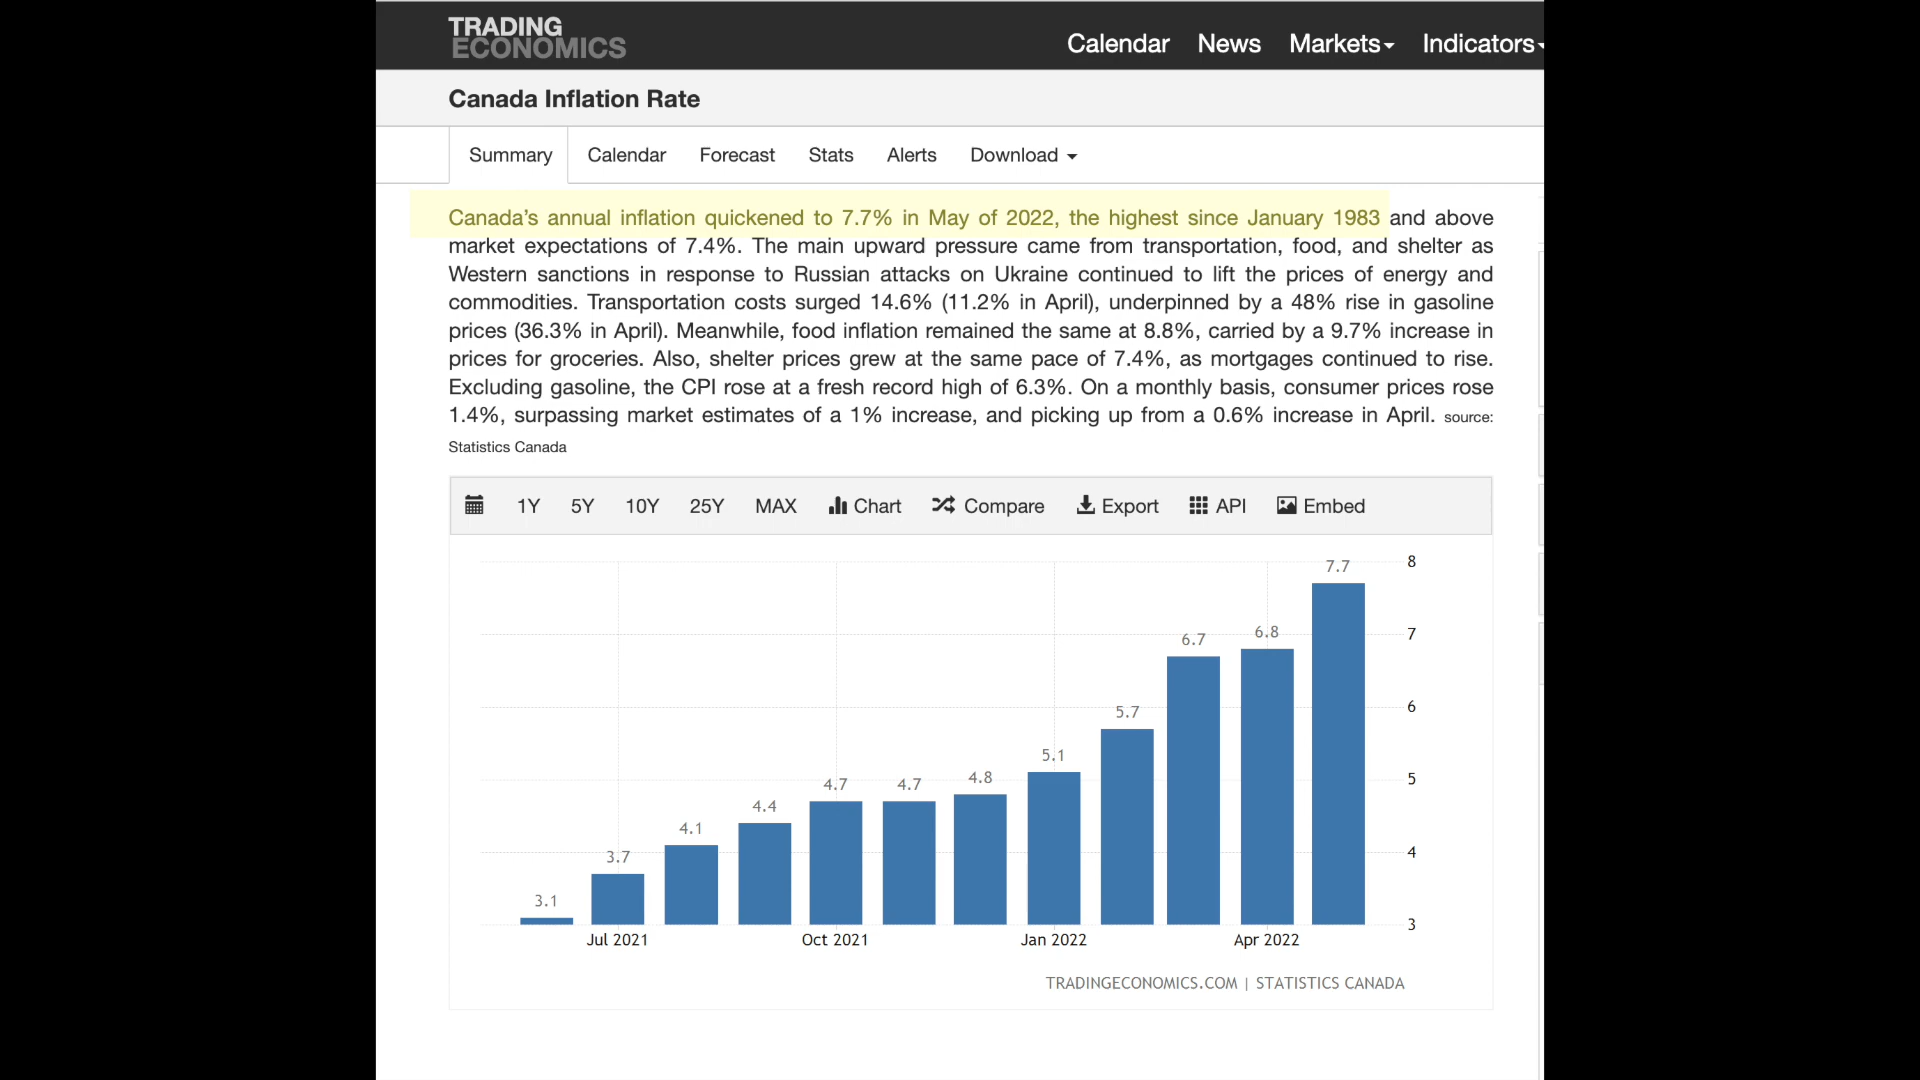 TRADING
ECONOMICS
Calendar News Markets Indicators
Canada Inflation Rate
Summary Calendar Forecast Stats Alerts Download
Canada's annual inflation quickened to 7.7% in May of 2022, the highest since January 1983 and above
market expectations of 7.4%. The main upward pressure came from transportation, food, and shelter as
Western sanctions in response to Russian attacks on Ukraine continued to lift the prices of energy and
commodities. Transportation costs surged 14.6% (11.2% in April), underpinned by a 48% rise in gasoline
prices (36.3% in April). Meanwhile, food inflation remained the same at 8.8%, carried by a 9.7% increase in
prices for groceries. Also, shelter prices grew at the same pace of 7.4%, as mortgages continued to rise.
Excluding gasoline, the CPI rose at a fresh record high of 6.3%. On a monthly basis, consumer prices rose
1.4%, surpassing market estimates of a 1% increase, and picking up from a 0.6% increase in April. source:
Statistics Canada
1Y 5Y 10Y 25Y MAX Chart Compare Export API Embed
8
7.7
7
6.8
6.7
6
5.7
5.1
5
4.8
4.7
4.7
4.4
4.1
4
3.7
3.1
3
Jul 2021 Oct 2021 Jan 2022 Apr 2022
TRADINGECONOMICS.COM | STATISTICS CANADA